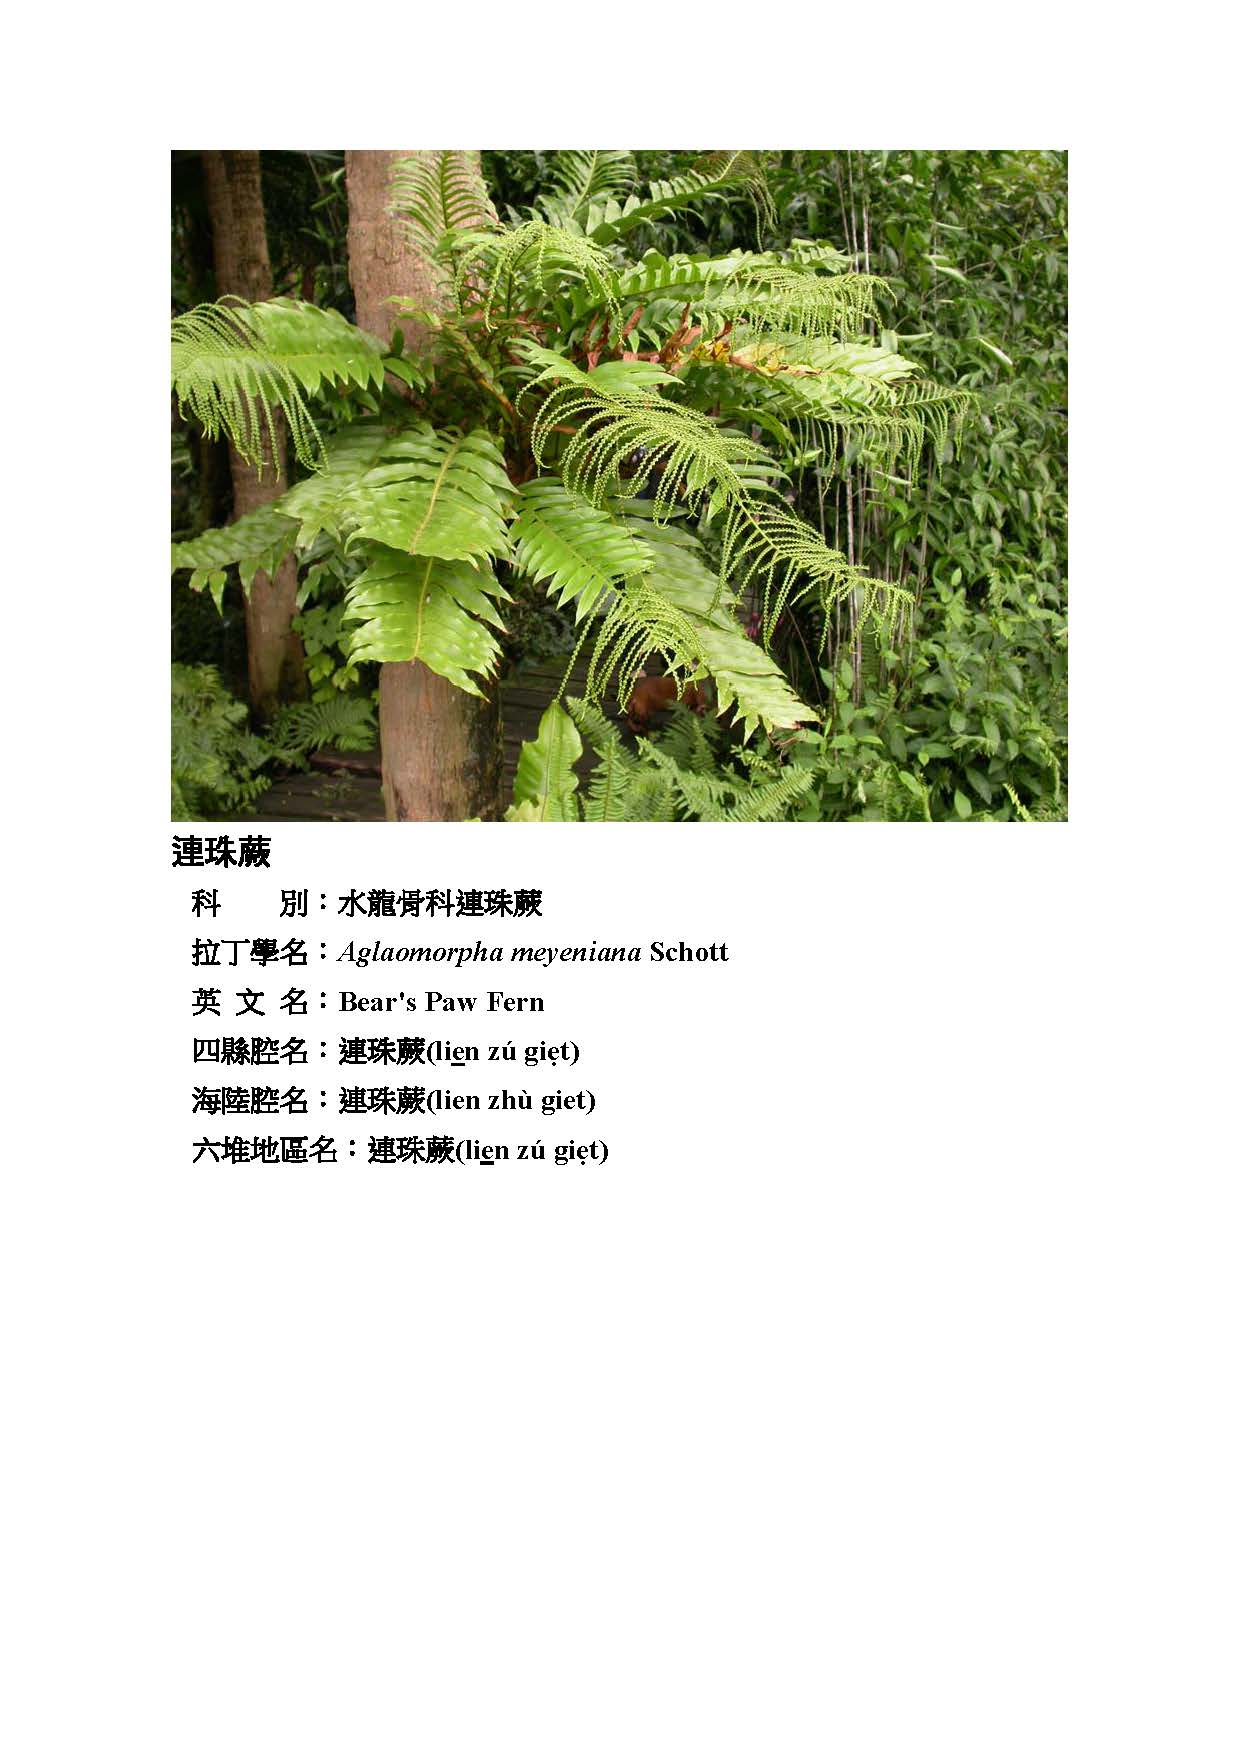 連珠蕨
科　　別：水龍骨科連珠蕨
拉丁學名：Aglaomorpha meyeniana Schott
英 文 名：Bear's Paw Fern
四縣腔名：連珠蕨(lie̲n zú giẹt)
海陸腔名：連珠蕨(lien zhù giet)
六堆地區名：連珠蕨(lie̲n zú giẹt)